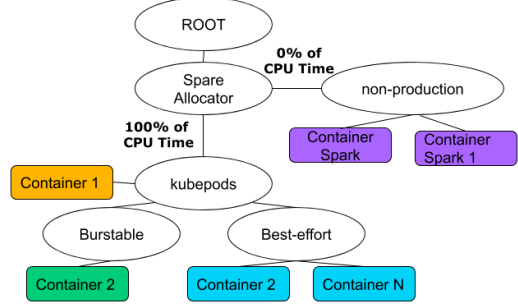 ROOT
0% of
CPU Time
Spare
Allocator
non-production
100% of
CPU Time
Container
Spark
Container
Spark 1
Container 1
kubepods
Burstable
Best-effort
Container 2
Container 2
Container N